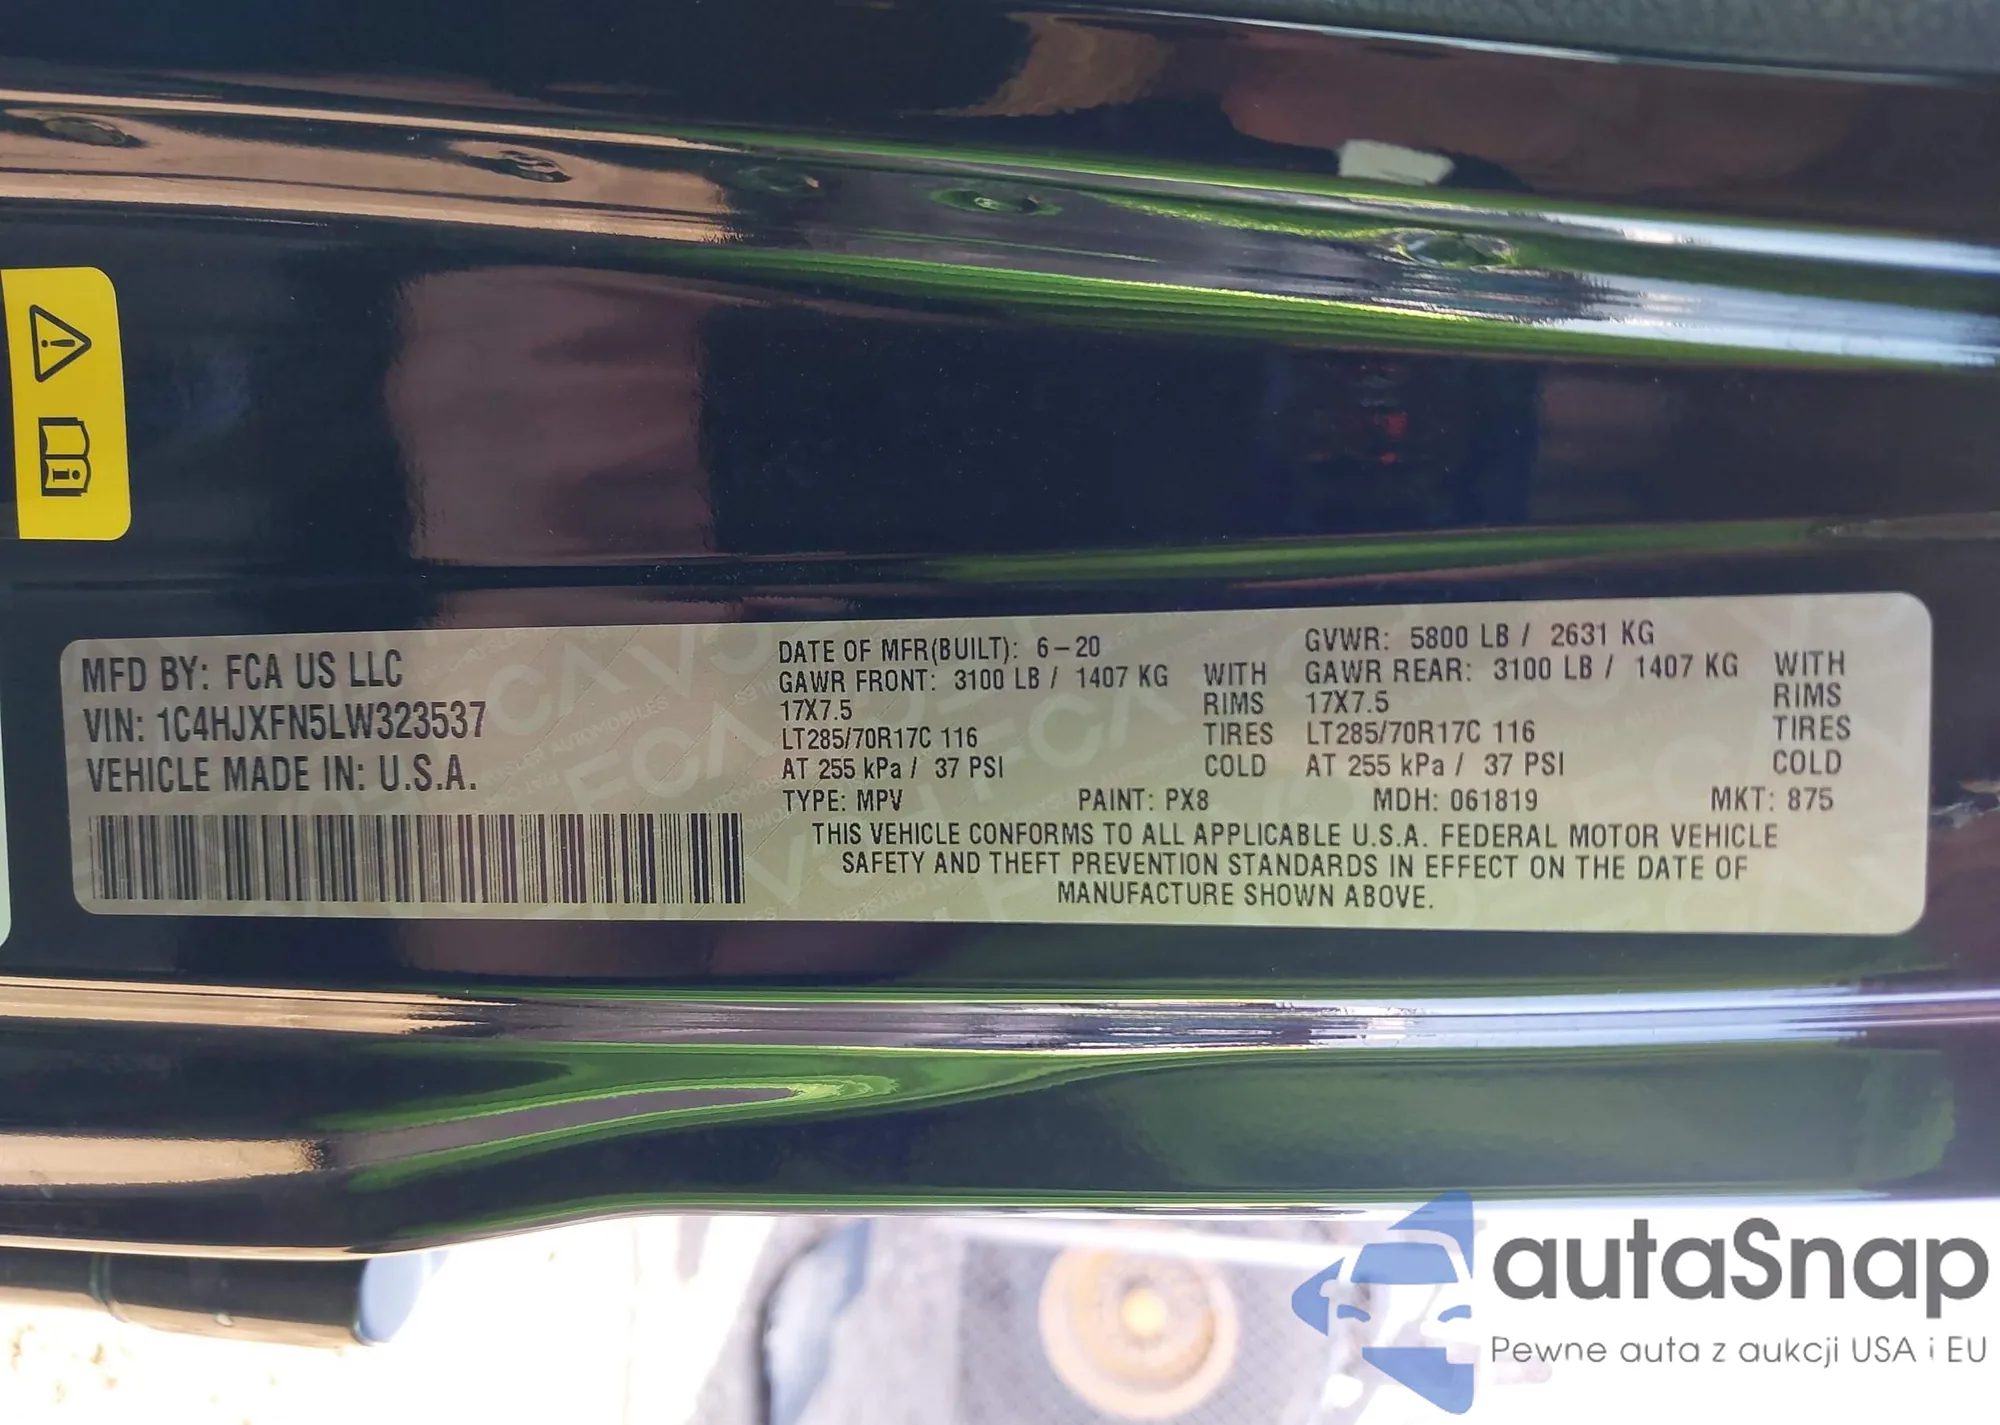 MFD BY: FCA US LLC
VIN: 1C4HJXFN5LW323537
VEHICLE MADE IN: U.S.A.
DATE OF MFR(BUILT): 6-20 GVWR: 5800 LB / 2631 KG
GAWR FRONT: 3100 LB / 1407 KG WITH GAWR REAR: 3100 LB / 1407 KG WITH
17X7.5 RIMS 17X7.5 RIMS
LT285/70R17C 116 TIRES LT285/70R17C 116 TIRES
AT 255 kPa / 37 PSI COLD AT 255 kPa / 37 PSI COLD
TYPE: MPV PAINT: PX8 MDH: 061819 MKT: 875
THIS VEHICLE CONFORMS TO ALL APPLICABLE U.S.A. FEDERAL MOTOR VEHICLE
SAFETY AND THEFT PREVENTION STANDARDS IN EFFECT ON THE DATE OF
MANUFACTURE SHOWN ABOVE.
autaSnap
Pewne auta z aukcji USA i EU